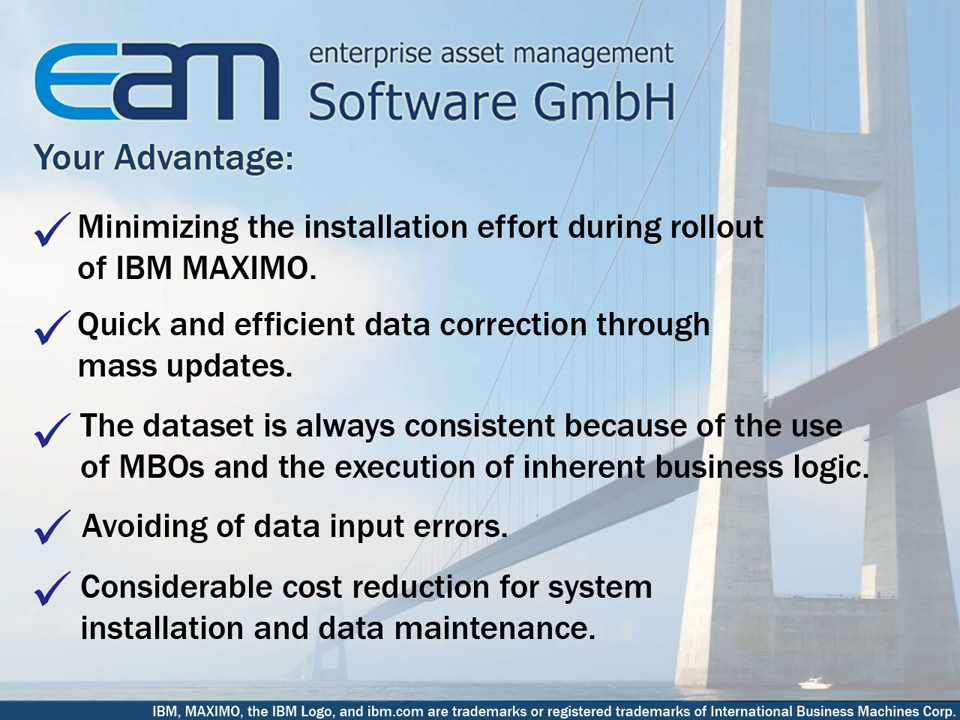 eam
enterprise asset management
Software GmbH
Your Advantage:
Minimizing the installation effort during rollout
of IBM MAXIMO.
Quick and efficient data correction through
mass updates.
The dataset is always consistent because of the use
of MBOs and the execution of inherent business logic.
Avoiding of data input errors.
Considerable cost reduction for system
installation and data maintenance.
IBM, MAXIMO, the IBM Logo, and ibm.com are trademarks or registered trademarks of International Business Machines Corp.